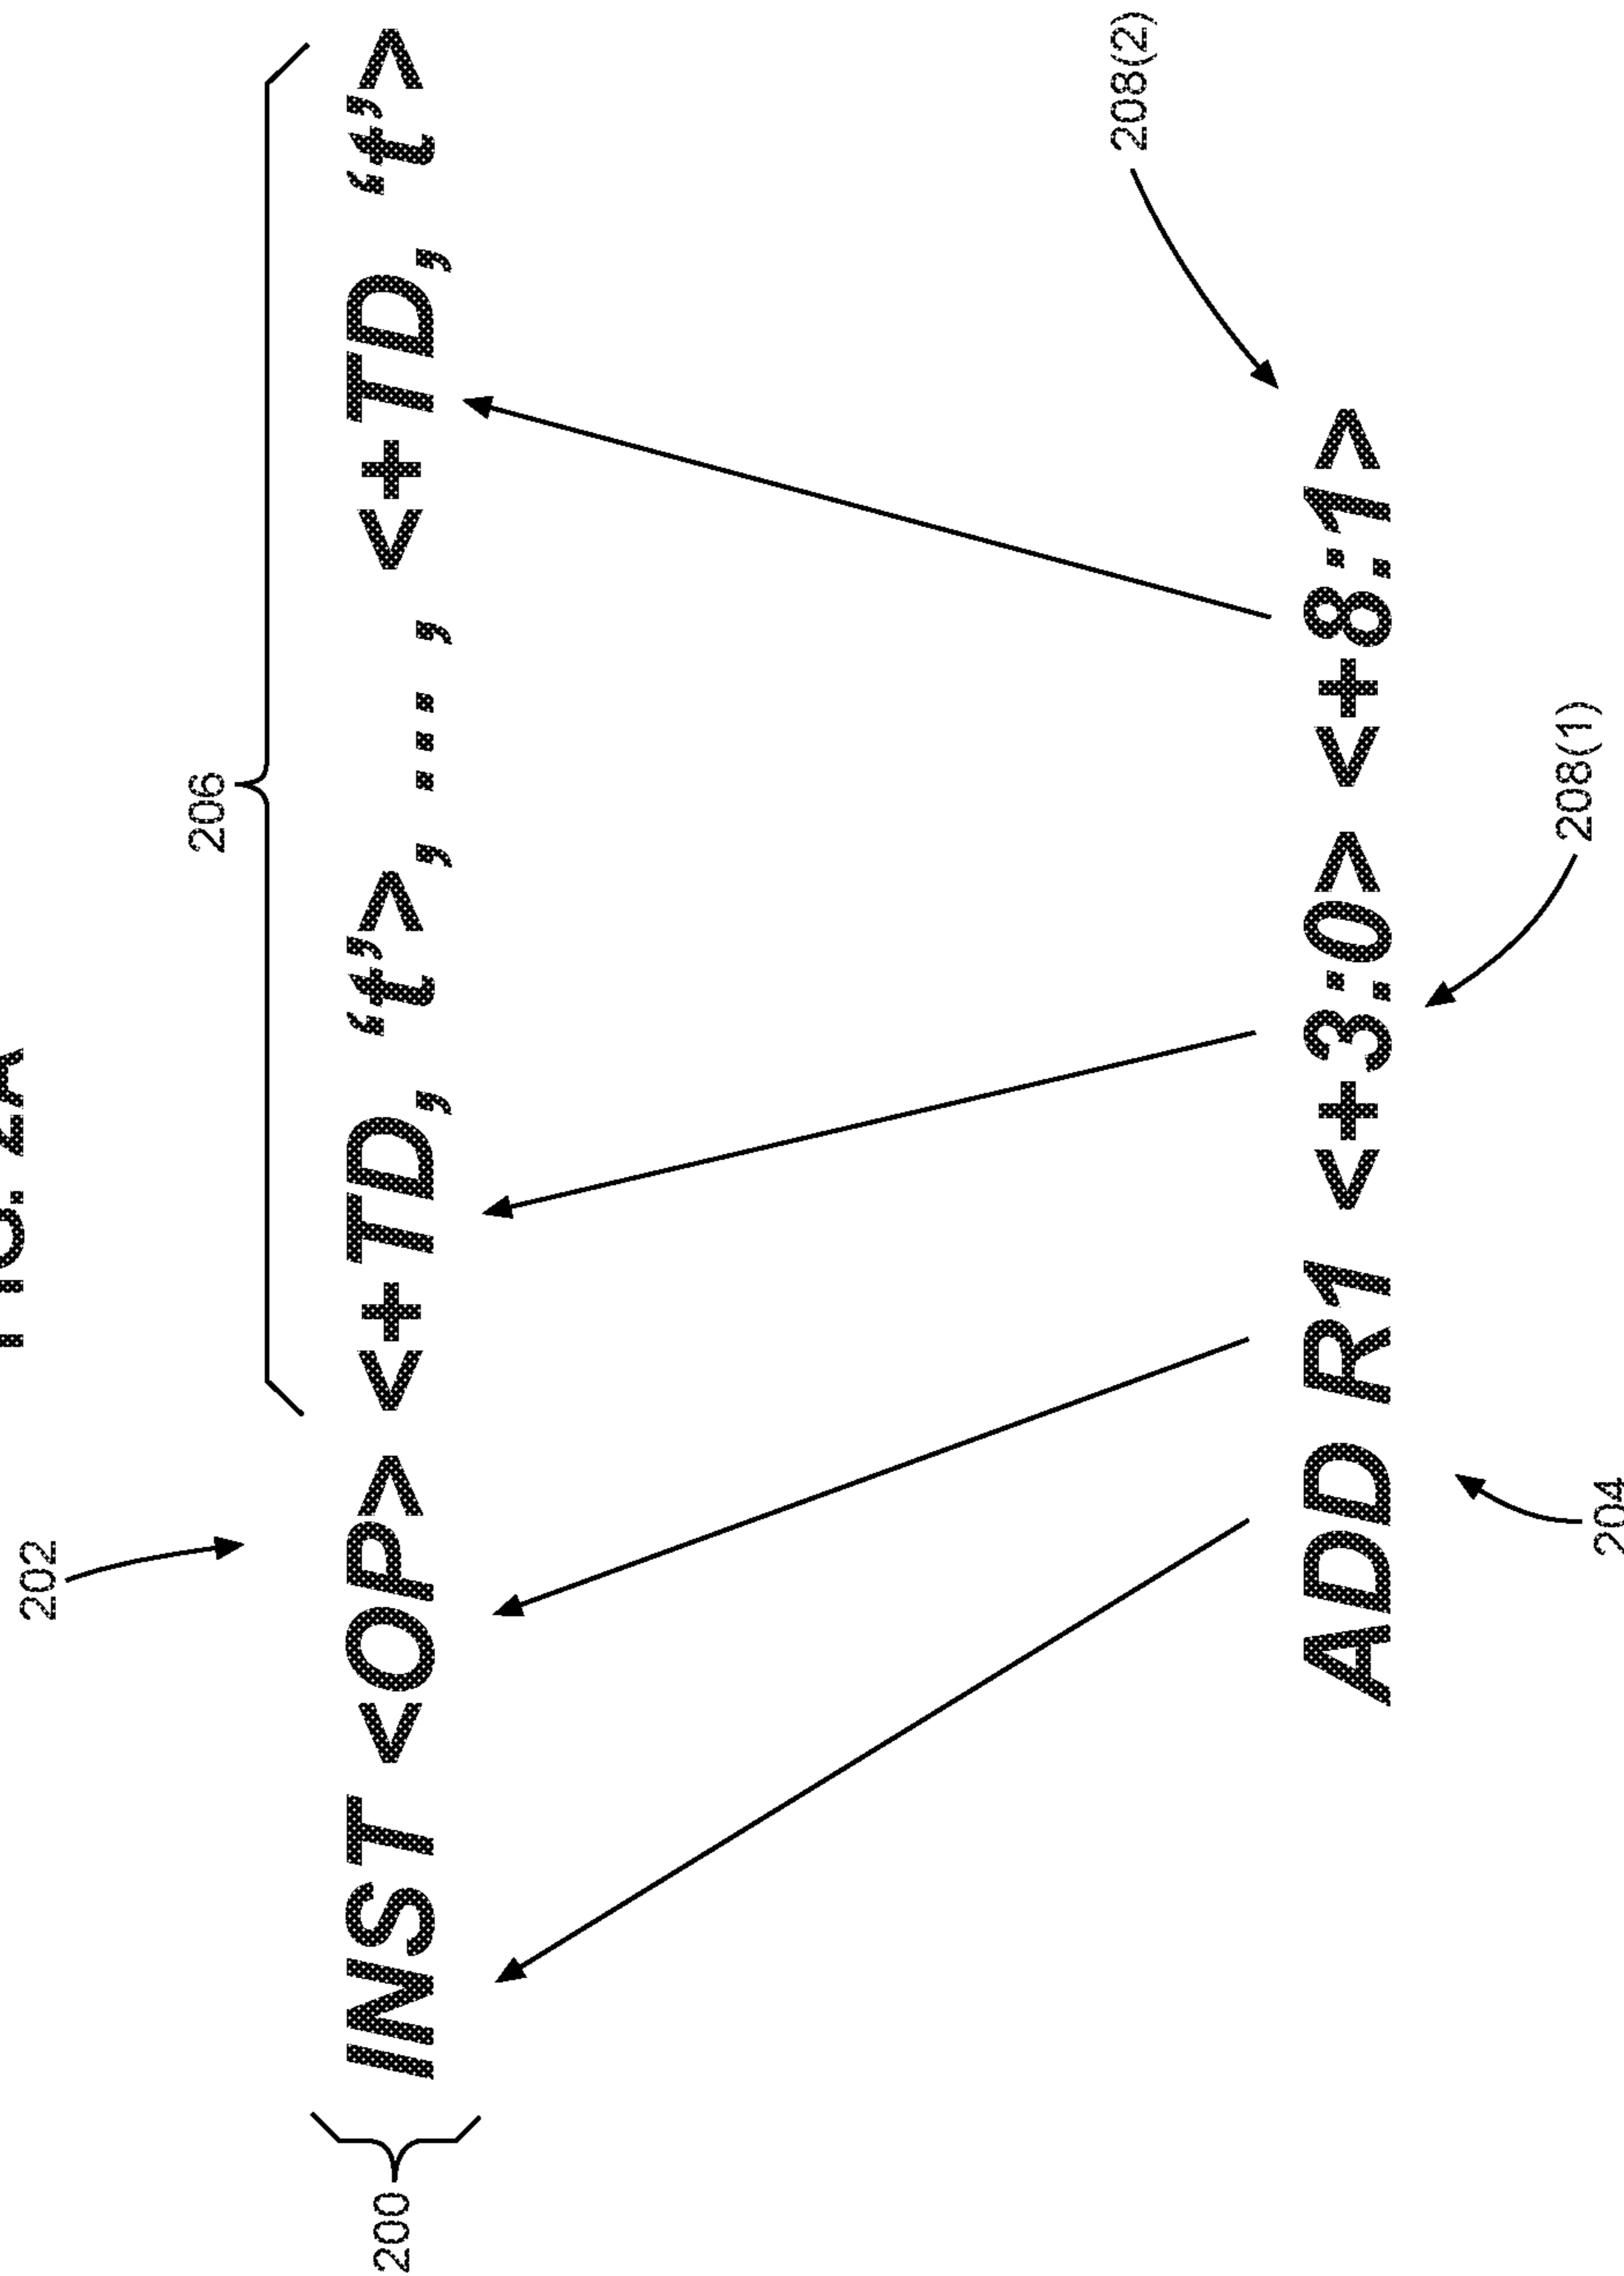 FIG. 2A
202
206
200
INST <OP> <+TD, “t”>, ... , <+TD, “t”>
208(2)
ADD R1 <+3:0> <+8:1>
208(1)
204